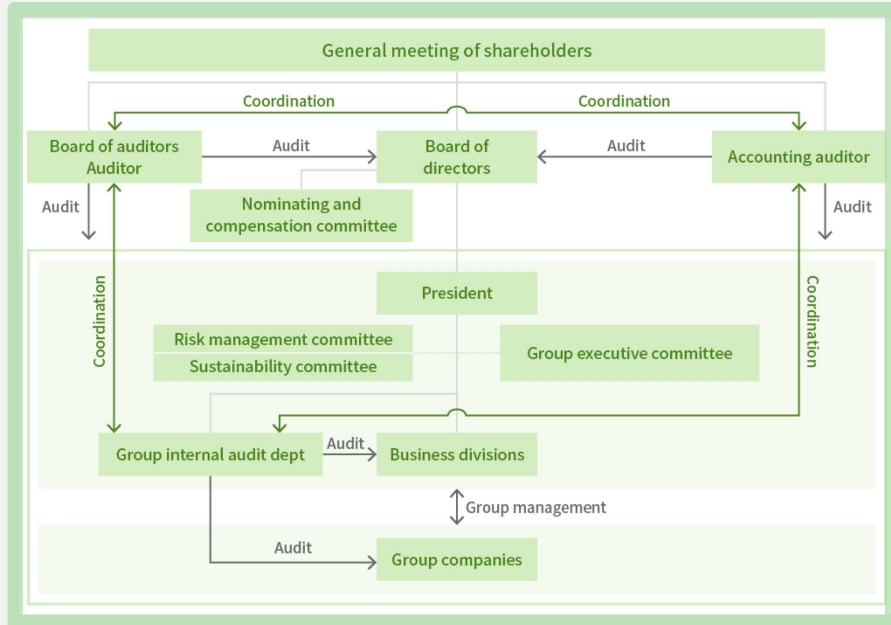 General meeting of shareholders
Coordination
Coordination
Board of auditors
Auditor
Audit
Board of
directors
Audit
Accounting auditor
Audit
Nominating and
compensation committee
Audit
Coordination
President
Coordination
Risk management committee
Sustainability committee
Group executive committee
Group internal audit dept
Audit
Business divisions
Group management
Audit
Group companies